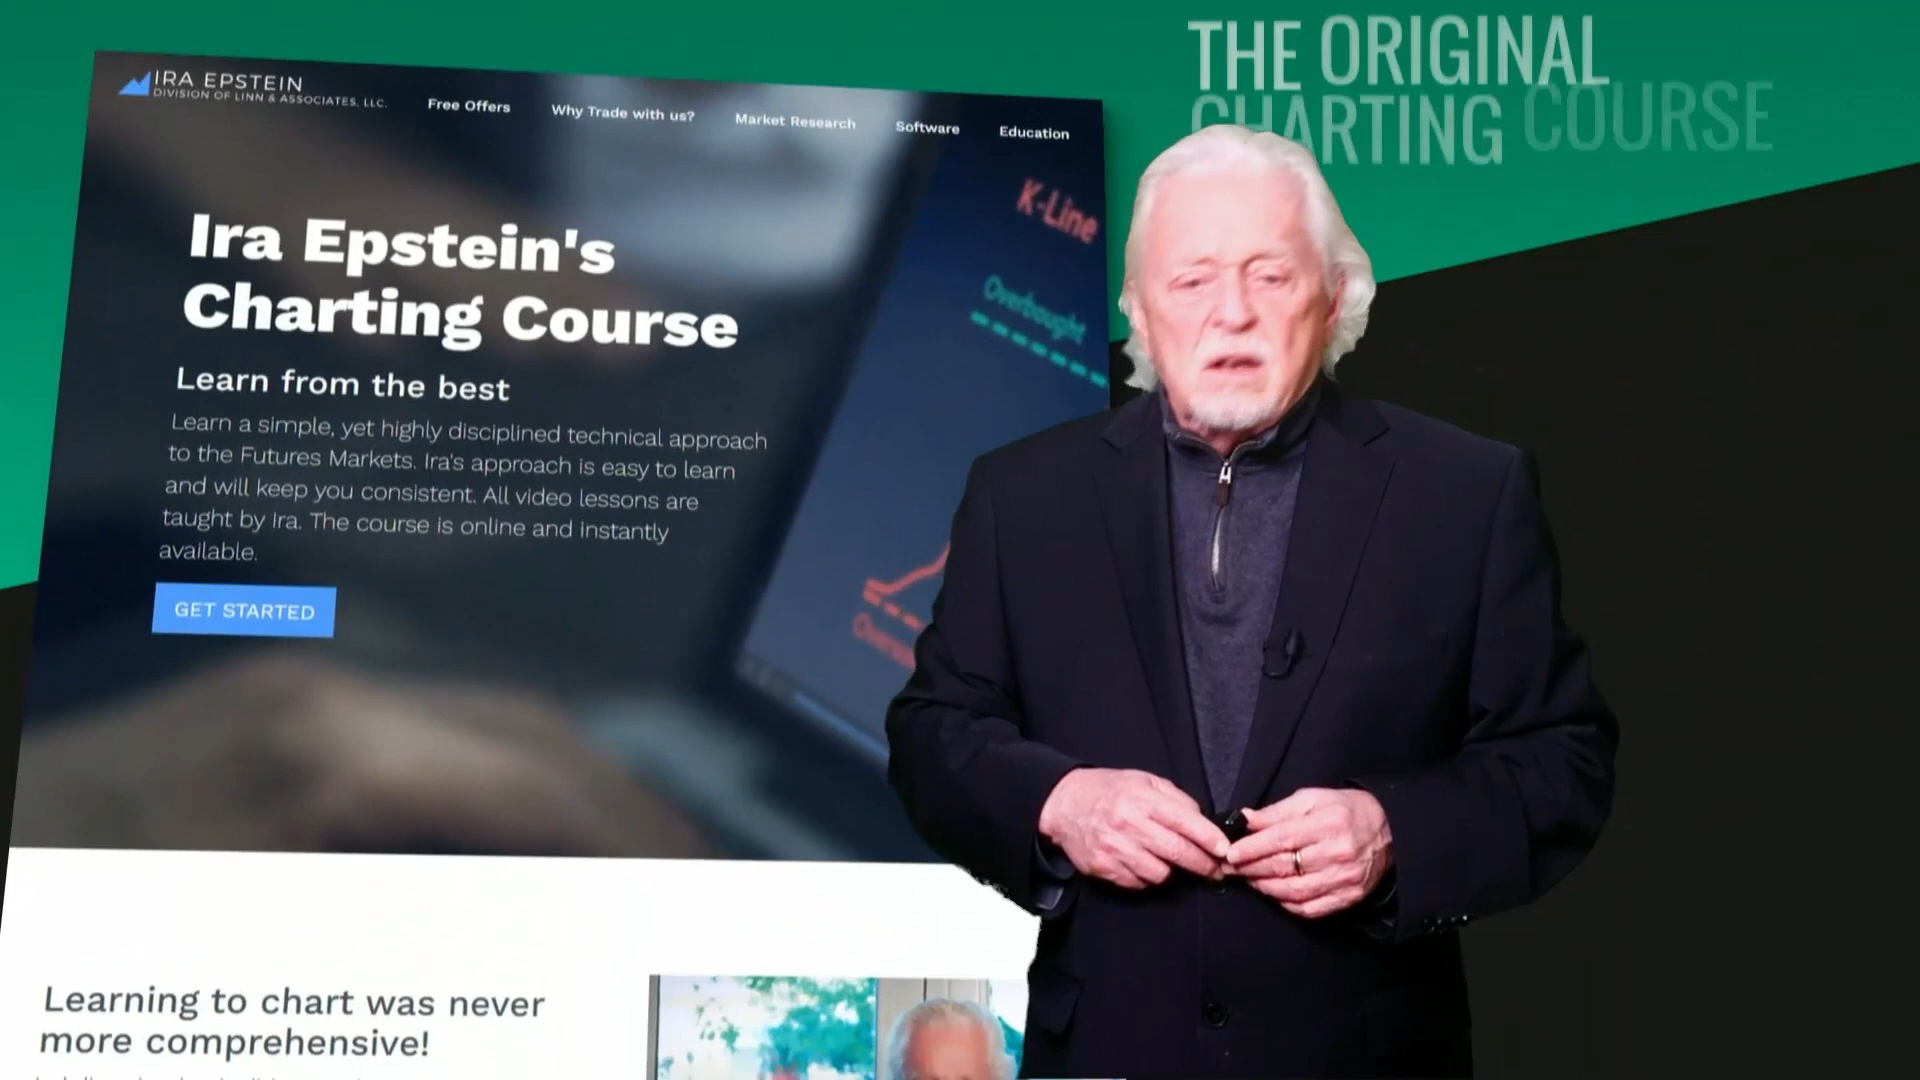 THE ORIGINAL
CHARTING COURSE
IRA EPSTEIN
DIVISION OF LINN & ASSOCIATES, LLC.
Free Offers
Why Trade with us?
Market Research
Software
Education
K-Line
Overbought
Ira Epstein's
Charting Course
Learn from the best
Learn a simple, yet highly disciplined technical approach
to the Futures Markets. Ira's approach is easy to learn
and will keep you consistent. All video lessons are
taught by Ira. The course is online and instantly
available.
GET STARTED
Learning to chart was never
more comprehensive!